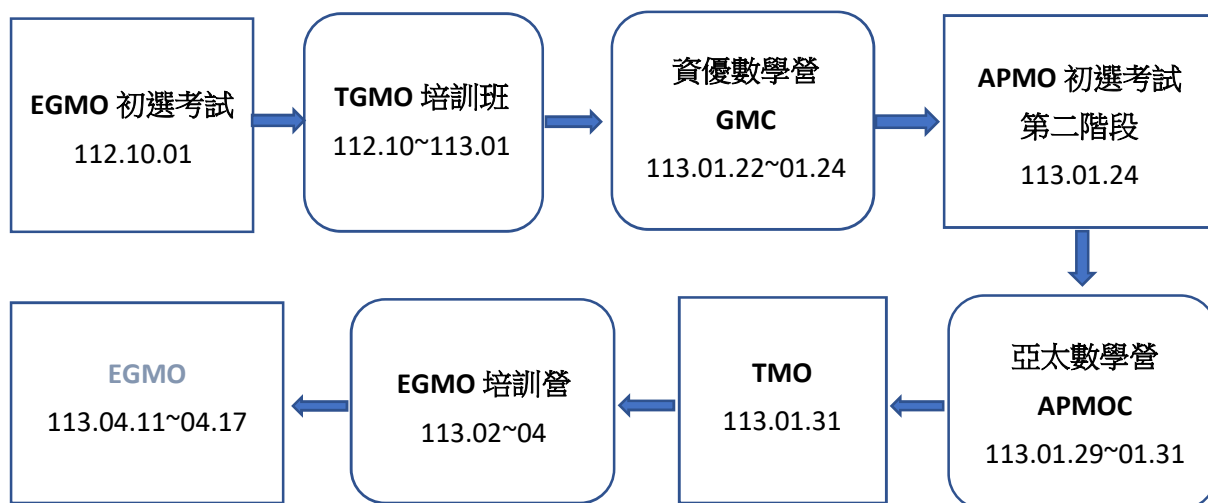 EGMO 初選考試
112.10.01
TGMO 培訓班
112.10~113.01
資優數學營
GMC
113.01.22~01.24
APMO 初選考試
第二階段
113.01.24
亞太數學營
APMOC
113.01.29~01.31
TMO
113.01.31
EGMO 培訓營
113.02~04
EGMO
113.04.11~04.17